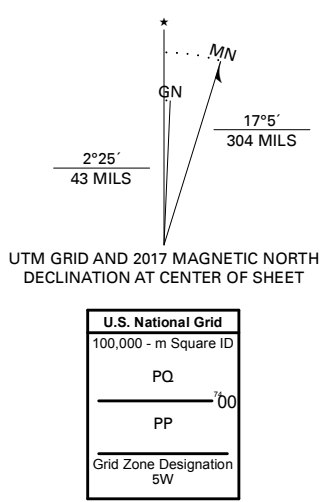 ★
MN
GN
17°5´
304 MILS
2°25´
43 MILS
UTM GRID AND 2017 MAGNETIC NORTH
DECLINATION AT CENTER OF SHEET
U.S. National Grid
100,000 - m Square ID
PQ
7400
PP
Grid Zone Designation
5W